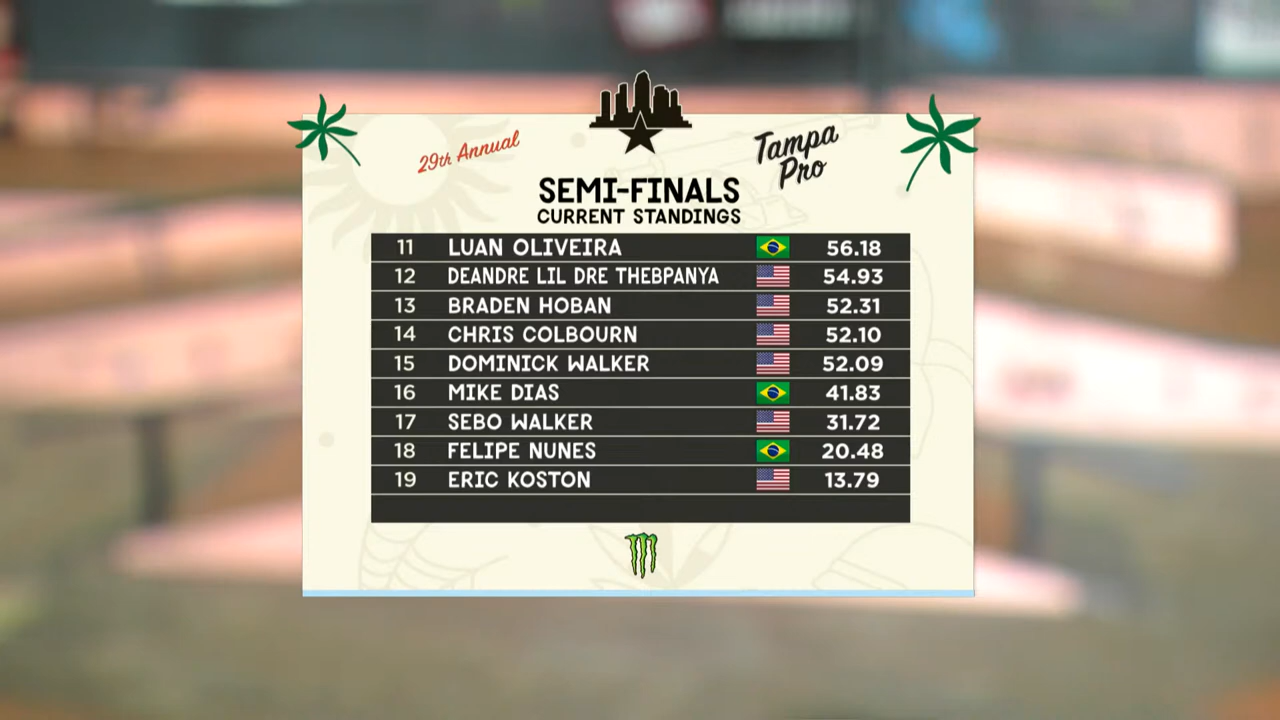 29th Annual
Tampa
Pro
SEMI-FINALS
CURRENT STANDINGS
11 LUAN OLIVEIRA 56.18
12 DEANDRE LIL DRE THEBPANYA 54.93
13 BRADEN HOBAN 52.31
14 CHRIS COLBOURN 52.10
15 DOMINICK WALKER 52.09
16 MIKE DIAS 41.83
17 SEBO WALKER 31.72
18 FELIPE NUNES 20.48
19 ERIC KOSTON 13.79